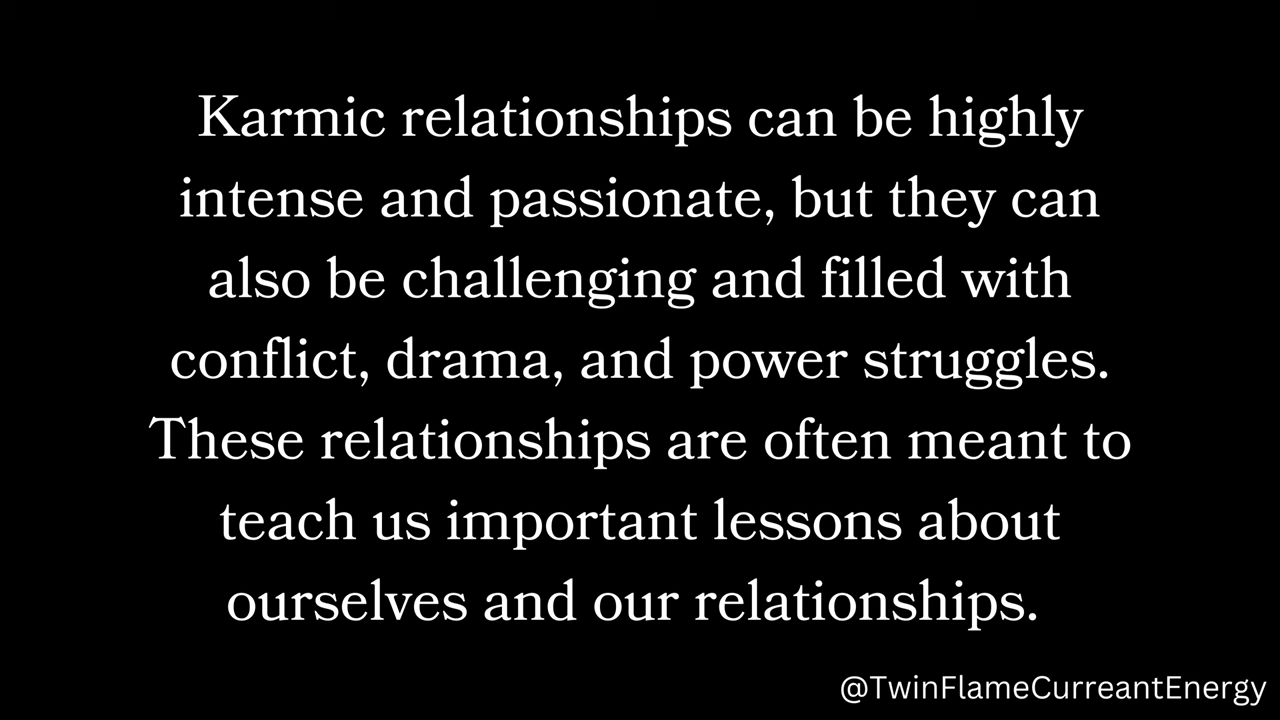 Karmic relationships can be highly
intense and passionate, but they can
also be challenging and filled with
conflict, drama, and power struggles.
These relationships are often meant to
teach us important lessons about
ourselves and our relationships.
@TwinFlameCurreantEnergy